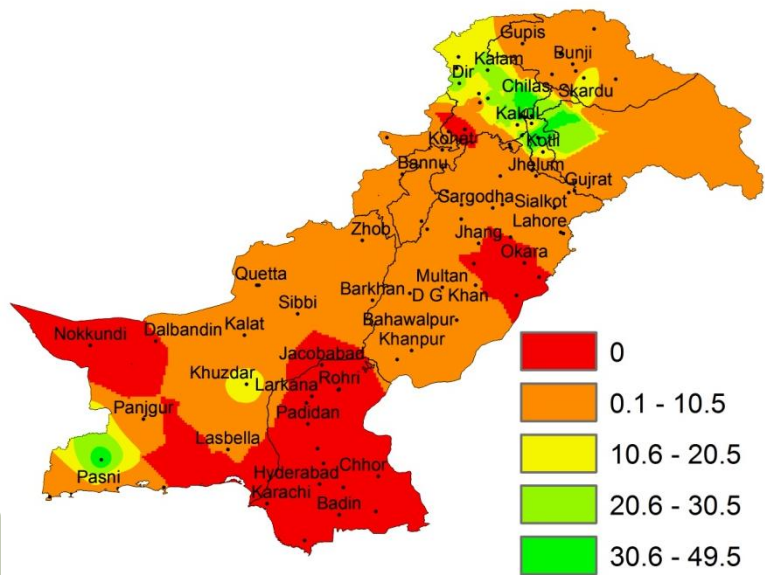 Gupis
Bunji
Kalam
Dir
Chilas
Skardu
Kakul
Kohat
Kotli
Bannu
Jhelum
Gujrat
Sargodha
Sialkot
Lahore
Zhob
Jhang
Okara
Quetta
Multan
Barkhan
D G Khan
Sibbi
Bahawalpur
Nokkundi
Dalbandin
Kalat
Khanpur
Jacobabad
Khuzdar
Larkana
Rohri
Panjgur
Padidan
Lasbella
Pasni
Hyderabad
Chhor
Karachi
Badin
0
0.1 - 10.5
10.6 - 20.5
20.6 - 30.5
30.6 - 49.5